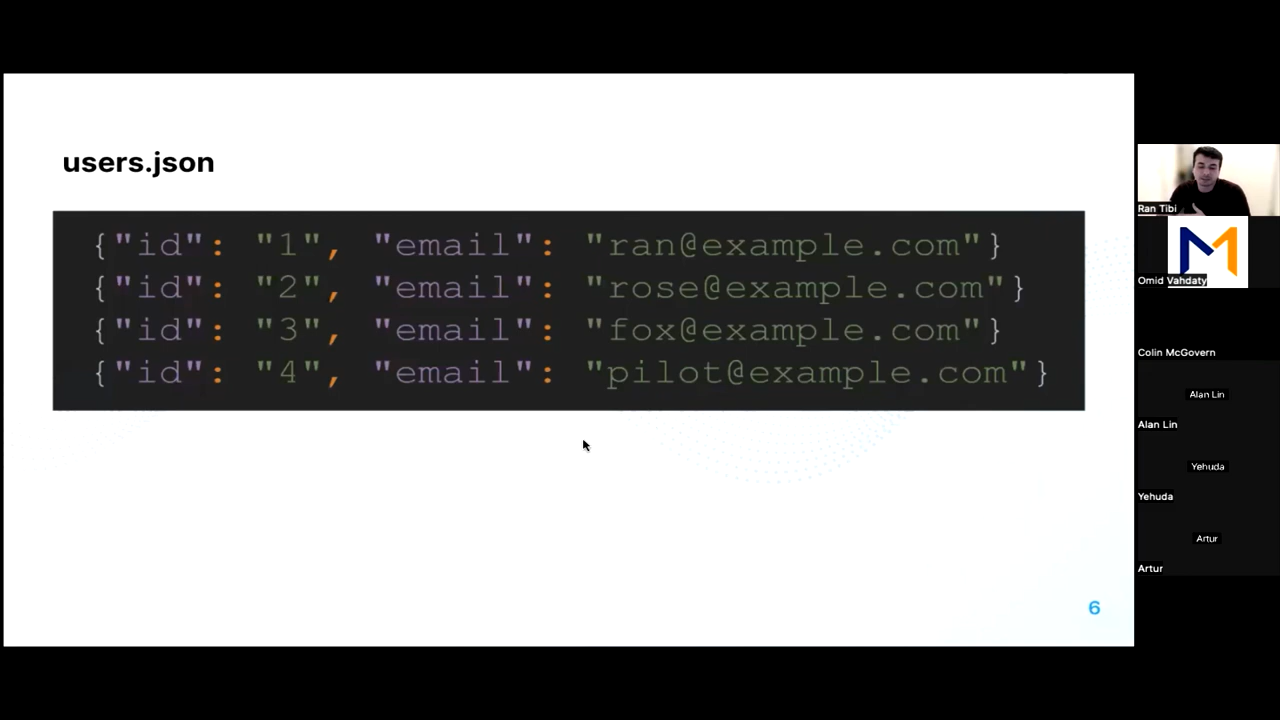 users.json
{"id": "1", "email": "ran@example.com"}
{"id": "2", "email": "rose@example.com"}
{"id": "3", "email": "fox@example.com"}
{"id": "4", "email": "pilot@example.com"}
6
Ran Tibi
Omid Vahdaty
Colin McGovern
Alan Lin
Alan Lin
Yehuda
Yehuda
Artur
Artur